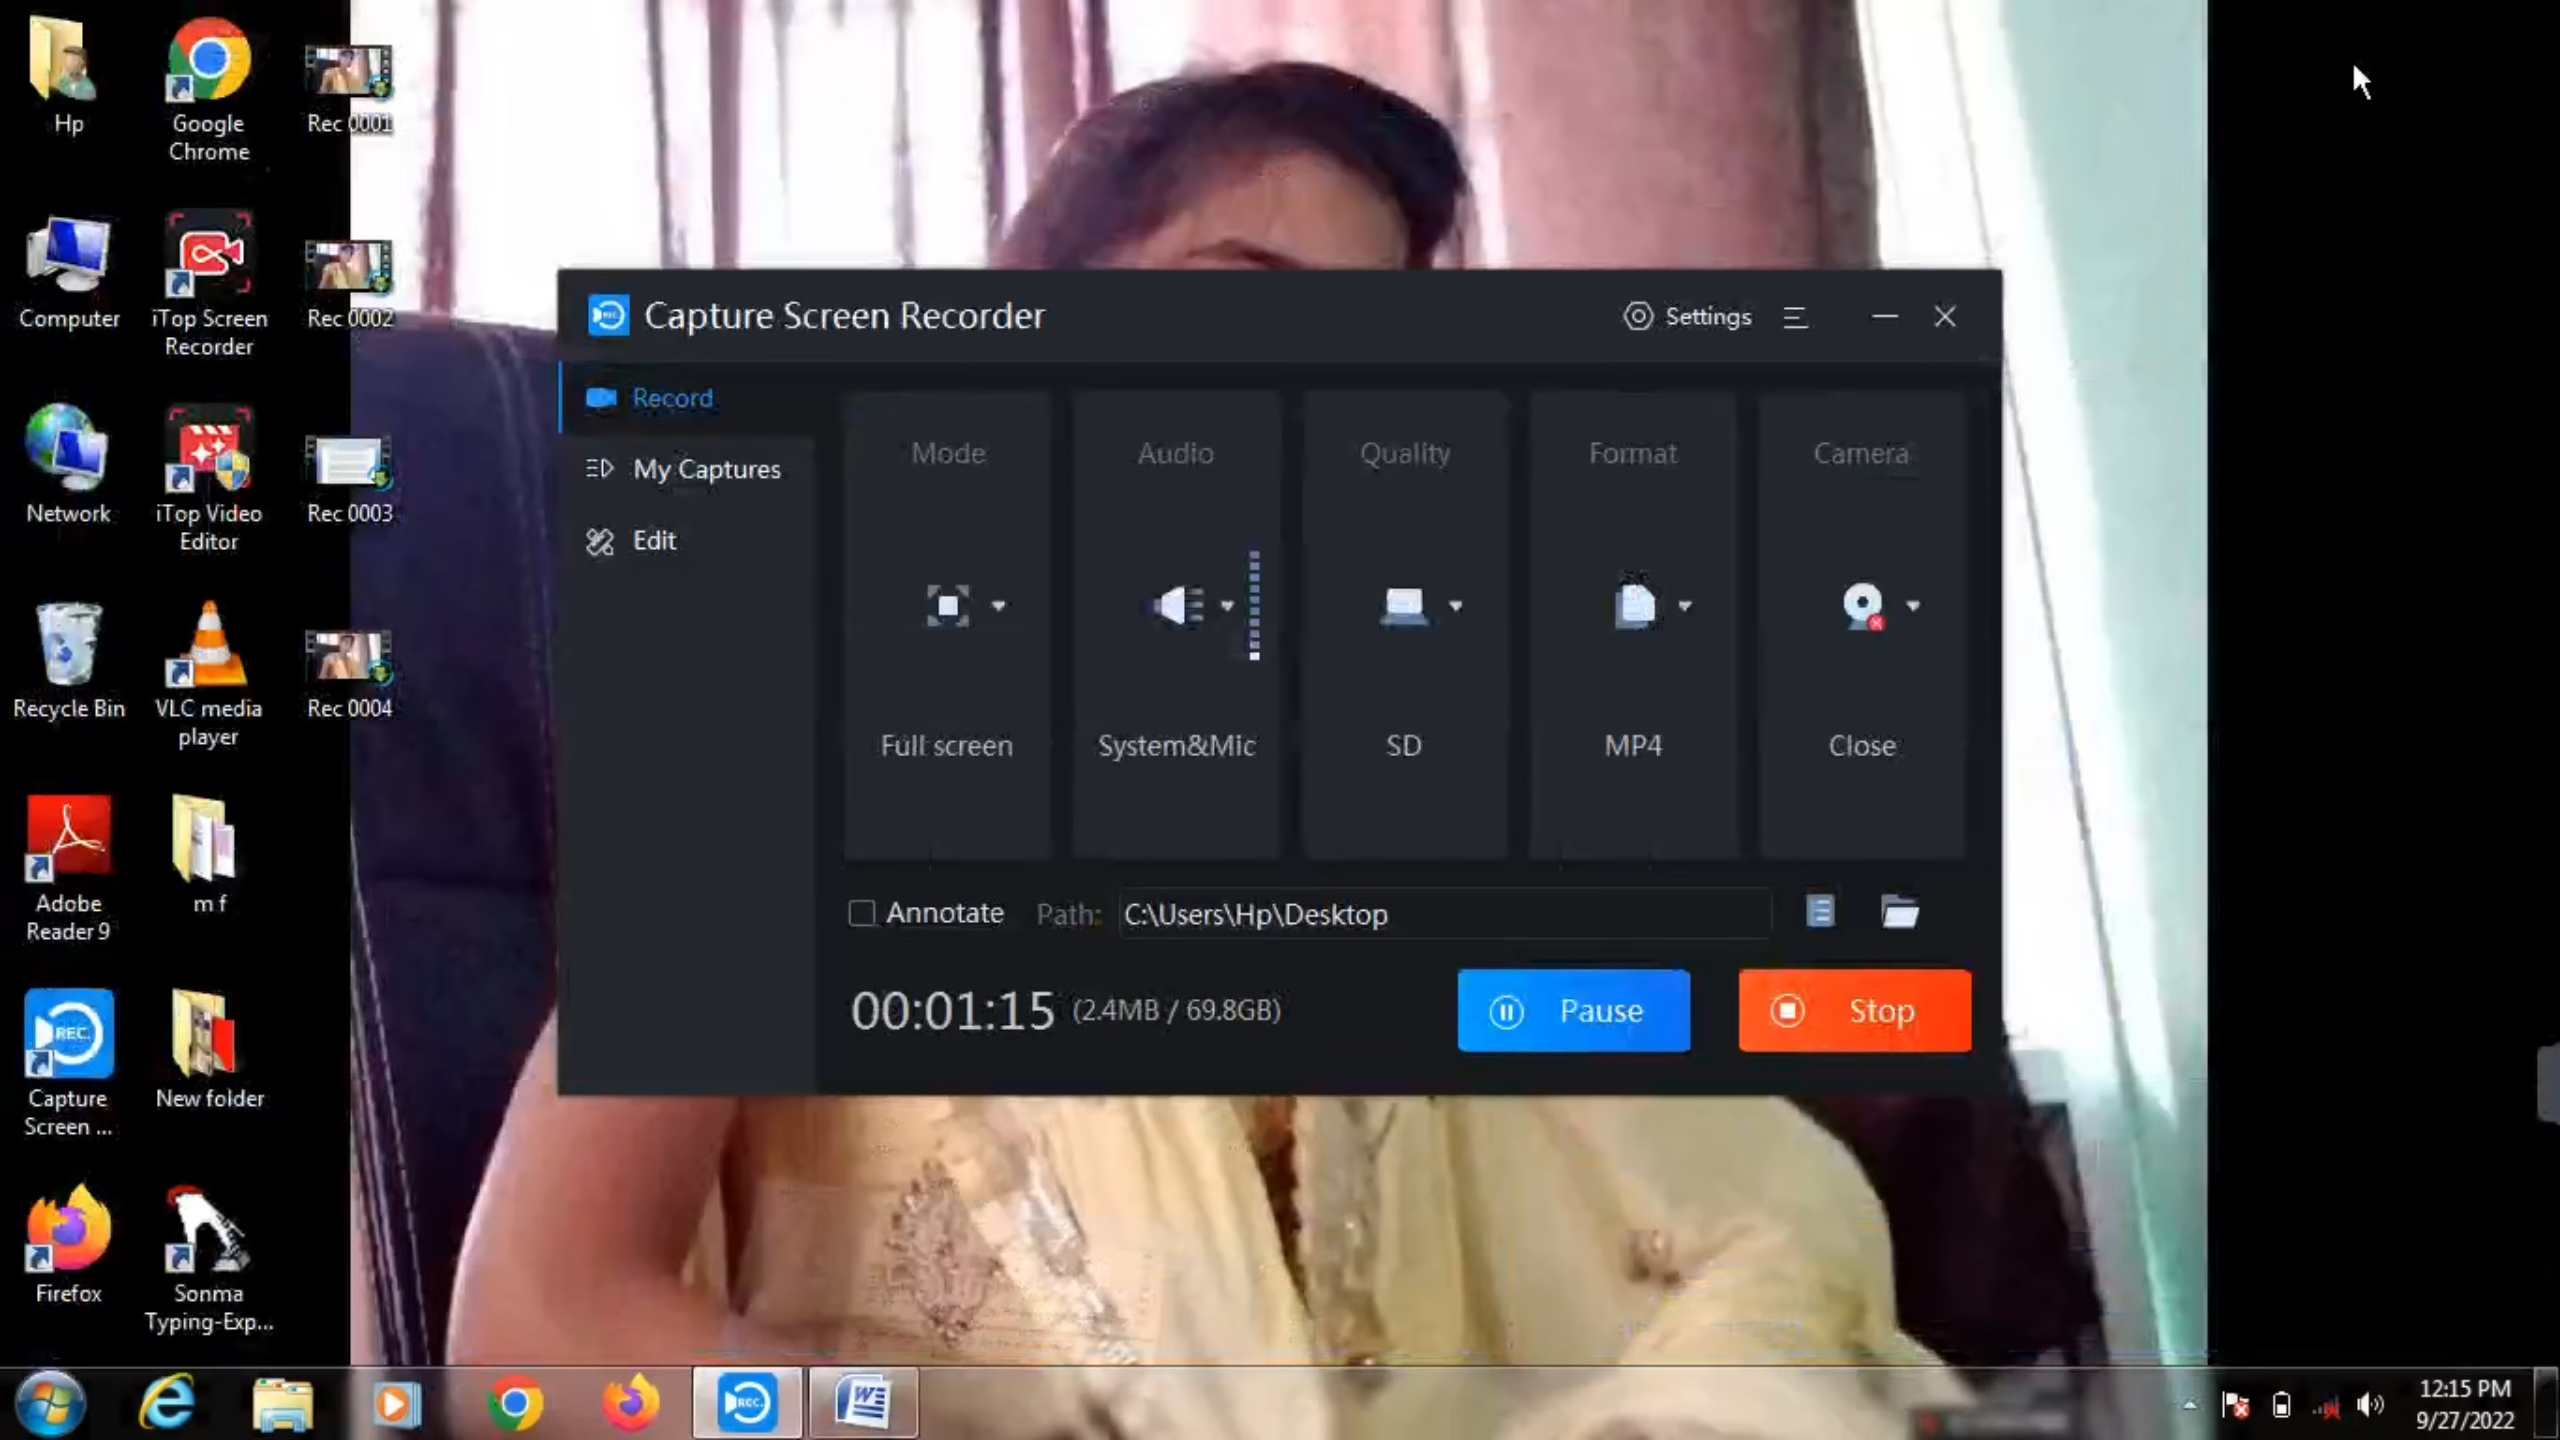 Hp
Google
Chrome
Rec 0001
Computer
iTop Screen
Recorder
Rec 0002
Network
iTop Video
Editor
Rec 0003
Recycle Bin
VLC media
player
Rec 0004
Adobe
Reader 9
m f
REC.
Capture
Screen ...
New folder
Firefox
Sonma
Typing-Exp...
REC
Capture Screen Recorder
Settings
Record
My Captures
Edit
Mode
Full screen
Audio
System&Mic
Quality
SD
Format
MP4
Camera
Close
Annotate
Path:
C:\Users\Hp\Desktop
00:01:15
(2.4MB / 69.8GB)
Pause
Stop
REC.
W
12:15 PM
9/27/2022